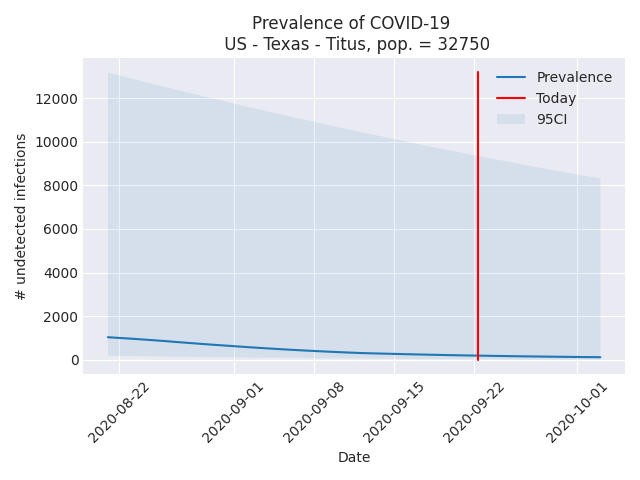 Prevalence of COVID-19
US - Texas - Titus, pop. = 32750
Prevalence
Today
95CI
# undetected infections
12000
10000
8000
6000
4000
2000
0
2020-08-22
2020-09-01
2020-09-08
2020-09-15
2020-09-22
2020-10-01
Date